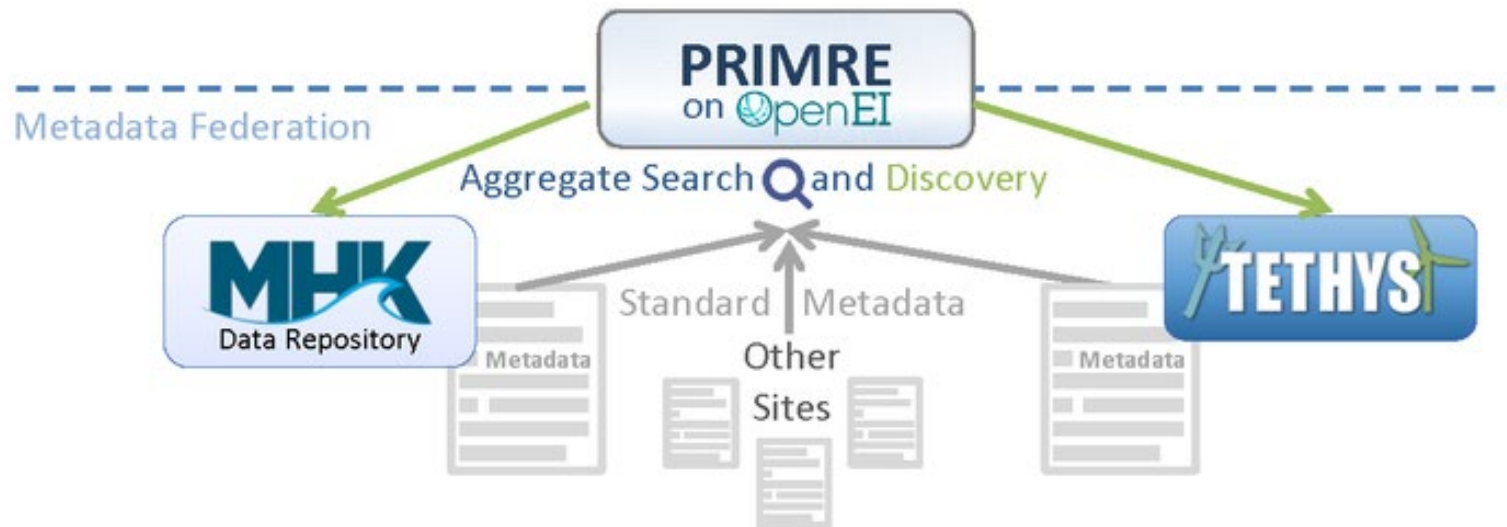 PRIMRE
on OpenEI
Metadata Federation
Aggregate Search and Discovery
MHK
Data Repository
TETHYS
Standard Metadata
Metadata
Metadata
Other
Sites